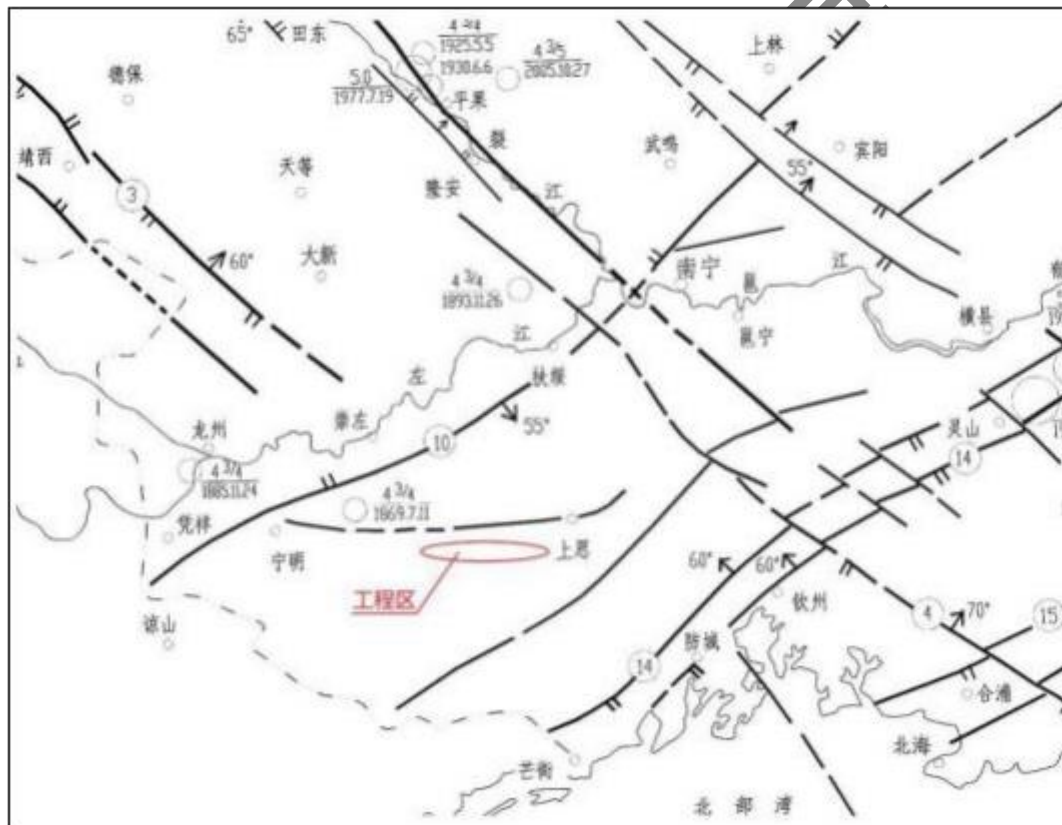 4 3/4
1925.5.5
1930.6.6
4 3/5
2005.10.27
65°
田东
上林
德保
5.0
1977.7.19
平果
裂
武鸣
宾阳
靖西
天等
隆安
江
55°
3
60°
大新
南宁
邕
江
4 3/4
1893.11.26
横县
江
邕宁
左
扶绥
崇左
55°
10
龙州
灵山
14
4 3/4
1885.11.24
4 3/4
1869.7.11
凭祥
宁明
上思
工程区
60°
60°
钦州
谅山
防城
4
70°
15
14
合浦
北海
芒街
北部湾